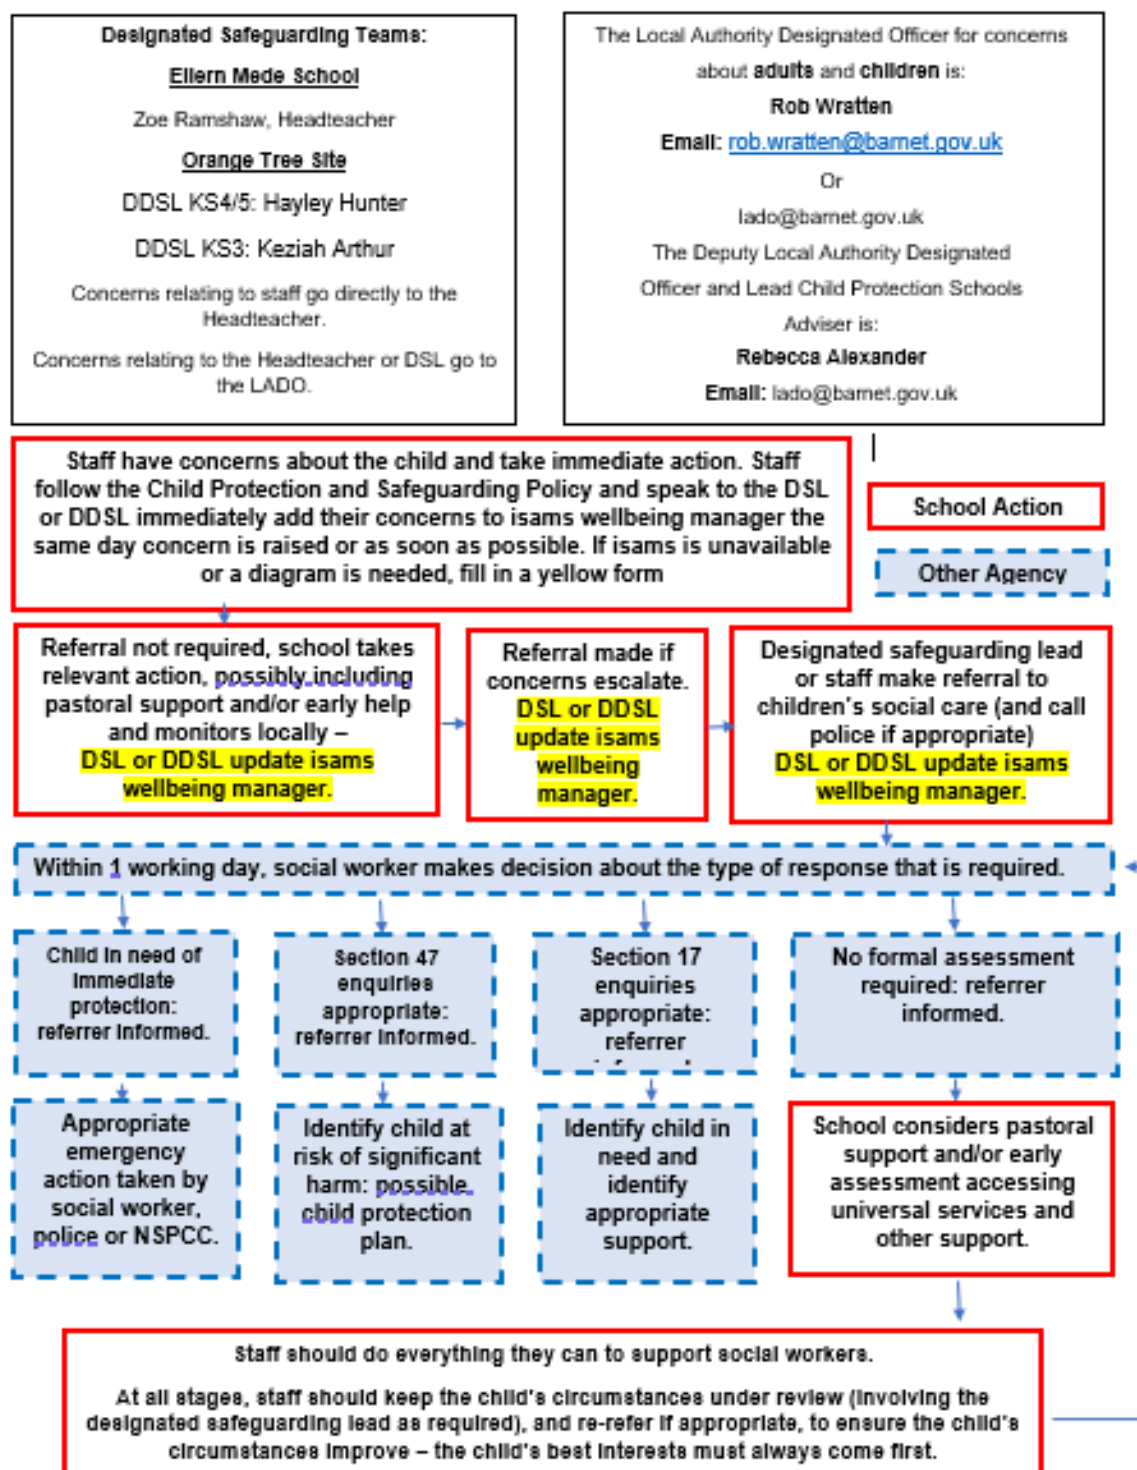 Designated Safeguarding Teams:
Ellern Mede School
Zoe Ramshaw, Headteacher
Orange Tree Site
DDSL KS4/5: Hayley Hunter
DDSL KS3: Keziah Arthur
Concerns relating to staff go directly to the
Headteacher.
Concerns relating to the Headteacher or DSL go to
the LADO.
The Local Authority Designated Officer for concerns
about adults and children is:
Rob Wratten
Email: rob.wratten@barnet.gov.uk
Or
lado@barnet.gov.uk
The Deputy Local Authority Designated
Officer and Lead Child Protection Schools
Adviser is:
Rebecca Alexander
Email: lado@barnet.gov.uk
Staff have concerns about the child and take immediate action. Staff
follow the Child Protection and Safeguarding Policy and speak to the DSL
or DDSL immediately add their concerns to isams wellbeing manager the
same day concern is raised or as soon as possible. If isams is unavailable
or a diagram is needed, fill in a yellow form
School Action
Other Agency
Referral not required, school takes
relevant action, possibly including
pastoral support and/or early help
and monitors locally –
DSL or DDSL update isams
wellbeing manager.
Referral made if
concerns escalate.
DSL or DDSL
update isams
wellbeing
manager.
Designated safeguarding lead
or staff make referral to
children's social care (and call
police if appropriate)
DSL or DDSL update isams
wellbeing manager.
Within 1 working day, social worker makes decision about the type of response that is required.
Child in need of
immediate
protection:
referrer informed.
Section 47
enquiries
appropriate:
referrer informed.
Section 17
enquiries
appropriate:
referrer
No formal assessment
required: referrer
informed.
Appropriate
emergency
action taken by
social worker,
police or NSPCC.
Identify child at
risk of significant
harm: possible
child protection
plan.
Identify child in
need and
identify
appropriate
support.
School considers pastoral
support and/or early
assessment accessing
universal services and
other support.
Staff should do everything they can to support social workers.
At all stages, staff should keep the child's circumstances under review (involving the
designated safeguarding lead as required), and re-refer if appropriate, to ensure the child's
circumstances improve – the child's best interests must always come first.